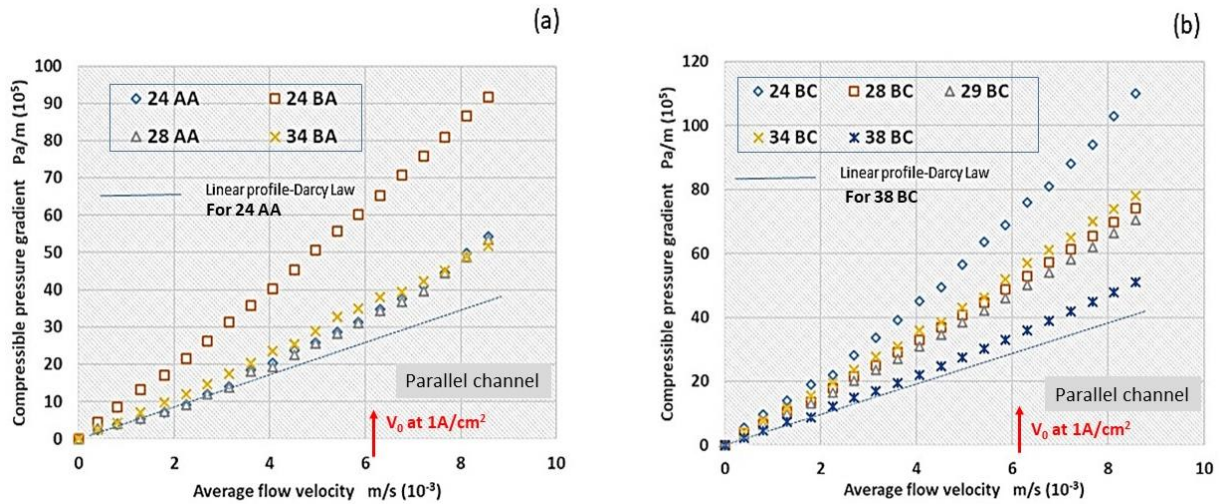 (a)
Compressible pressure gradient Pa/m (10⁵)
100
90
80
70
60
50
40
30
20
10
0
24 AA
24 BA
28 AA
34 BA
Linear profile-Darcy Law
For 24 AA
Parallel channel
V₀ at 1A/cm²
0
2
4
6
8
10
Average flow velocity m/s (10⁻³)
(b)
Compressible pressure gradient Pa/m (10⁵)
120
100
80
60
40
20
0
24 BC
28 BC
29 BC
34 BC
38 BC
Linear profile-Darcy Law
For 38 BC
Parallel channel
V₀ at 1A/cm²
0
2
4
6
8
10
Average flow velocity m/s (10⁻³)